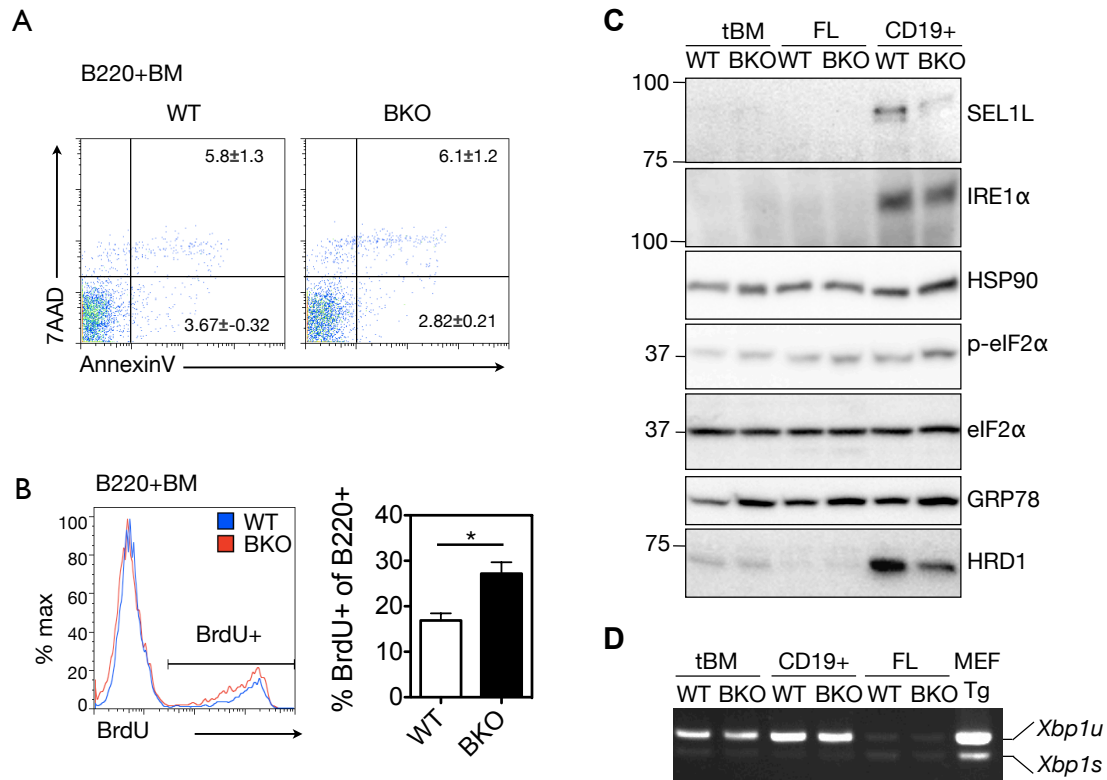 A
B220+BM
WT
BKO
5.8±1.3
6.1±1.2
3.67±-0.32
2.82±0.21
7AAD
AnnexinV
B
B220+BM
WT
BKO
100
80
60
40
20
0
% max
BrdU+
BrdU
% BrdU+ of B220+
40
30
20
10
0
*
WT
BKO
C
tBM FL CD19+
WT BKO WT BKO WT BKO
100
75
SEL1L
IRE1α
100
HSP90
37
p-eIF2α
37
eIF2α
GRP78
75
HRD1
D
tBM CD19+ FL MEF
WT BKO WT BKO WT BKO Tg
Xbp1u
Xbp1s